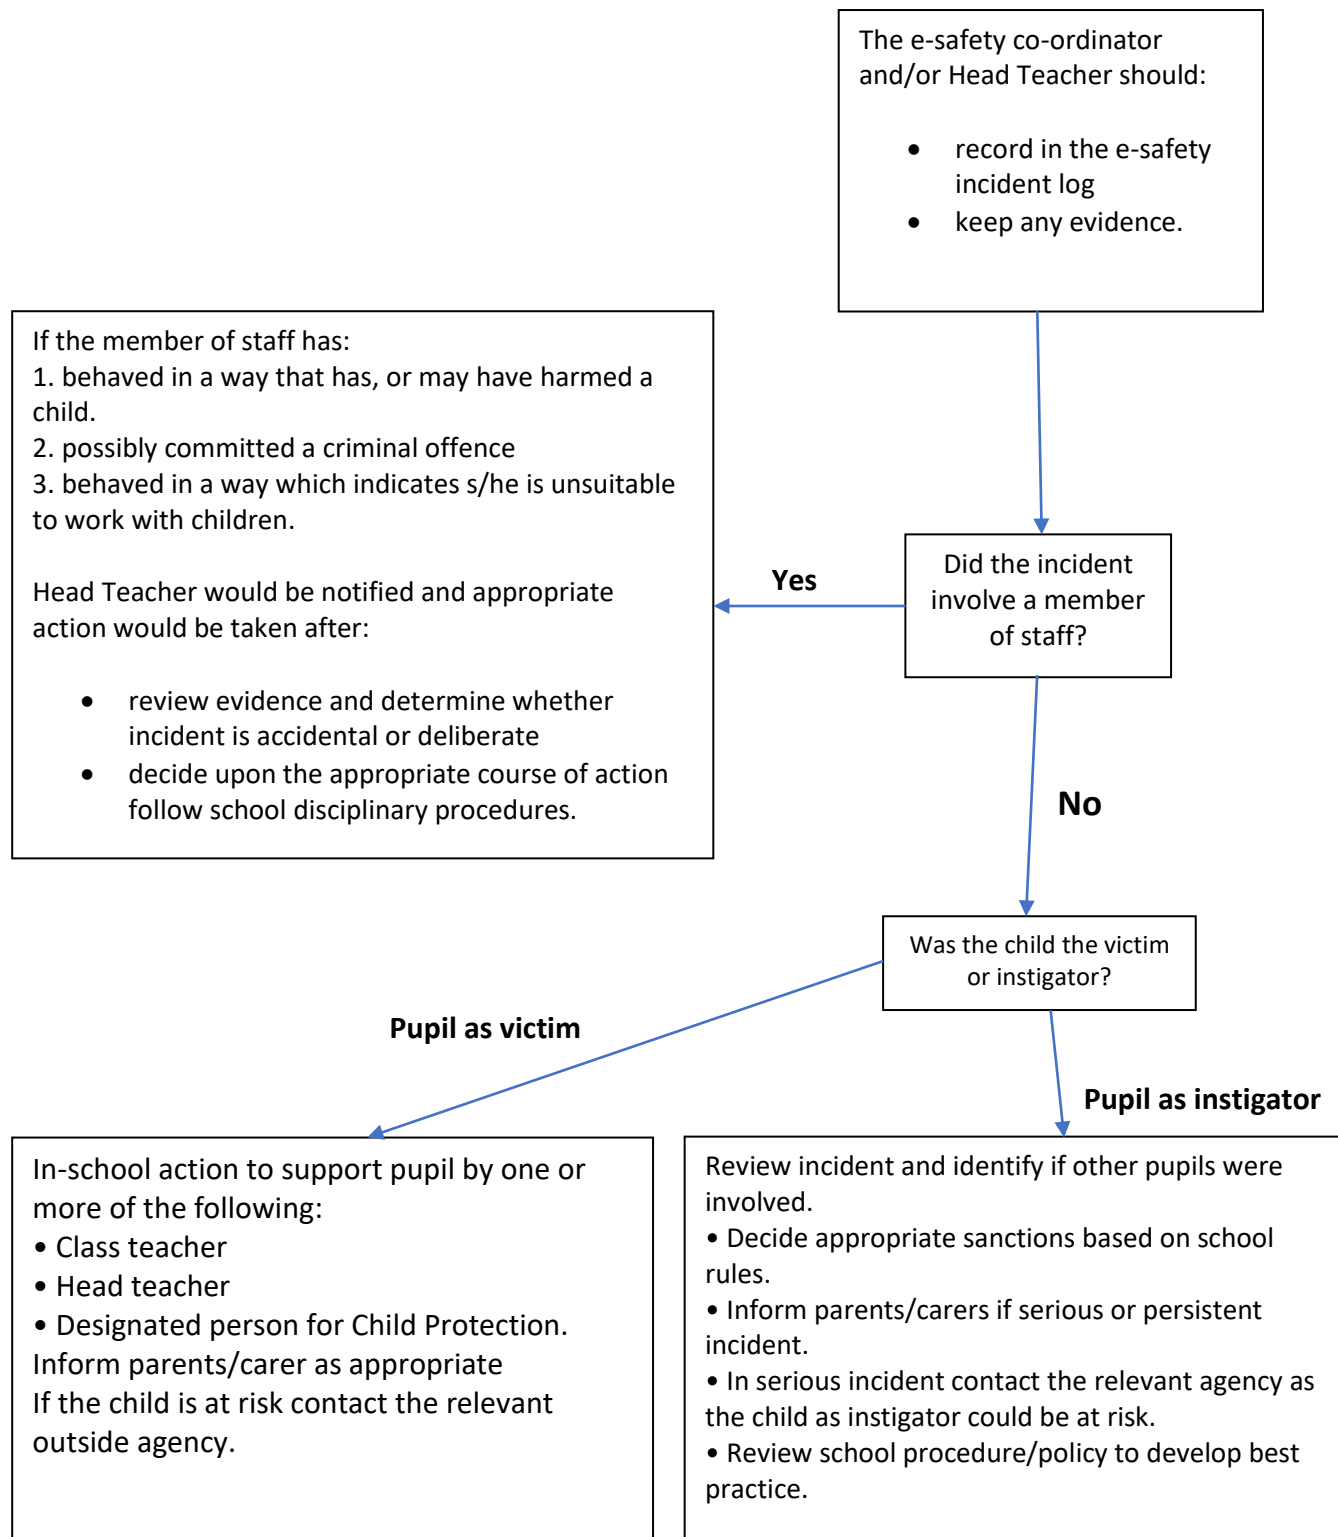 The e-safety co-ordinator
and/or Head Teacher should:
• record in the e-safety
incident log
• keep any evidence.
If the member of staff has:
1. behaved in a way that has, or may have harmed a
child.
2. possibly committed a criminal offence
3. behaved in a way which indicates s/he is unsuitable
to work with children.
Head Teacher would be notified and appropriate
action would be taken after:
• review evidence and determine whether
incident is accidental or deliberate
• decide upon the appropriate course of action
follow school disciplinary procedures.
Yes
Did the incident
involve a member
of staff?
No
Was the child the victim
or instigator?
Pupil as victim
Pupil as instigator
In-school action to support pupil by one or
more of the following:
• Class teacher
• Head teacher
• Designated person for Child Protection.
Inform parents/carer as appropriate
If the child is at risk contact the relevant
outside agency.
Review incident and identify if other pupils were
involved.
• Decide appropriate sanctions based on school
rules.
• Inform parents/carers if serious or persistent
incident.
• In serious incident contact the relevant agency as
the child as instigator could be at risk.
• Review school procedure/policy to develop best
practice.